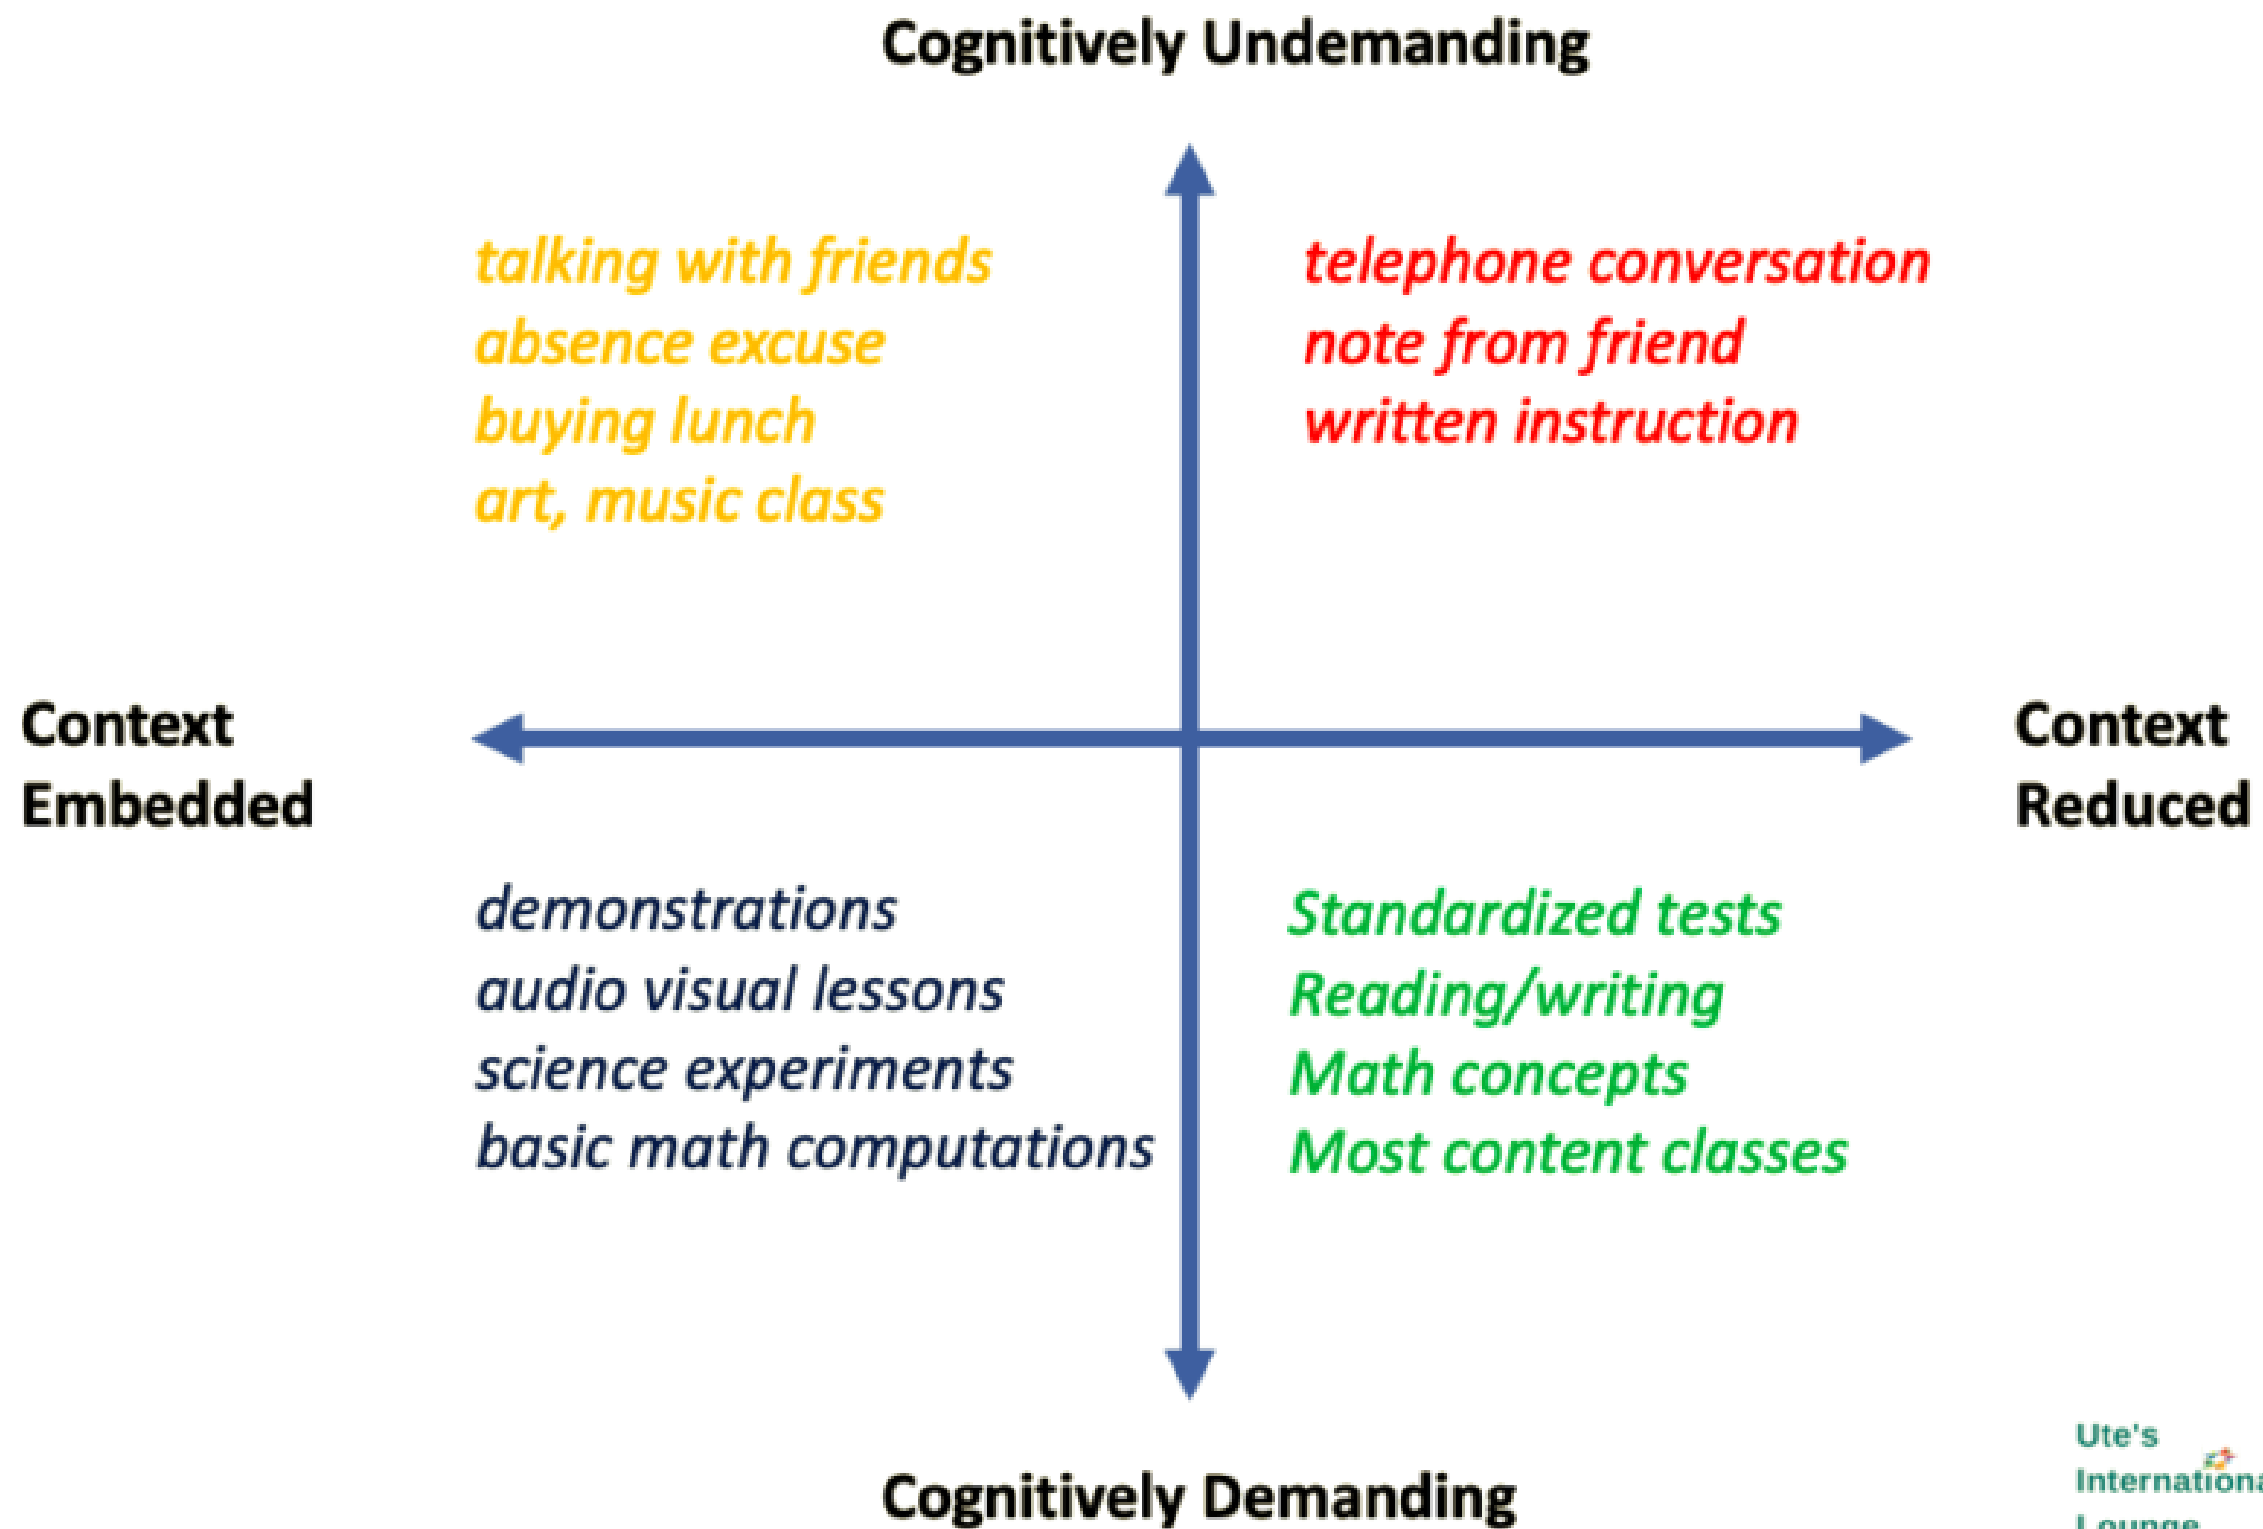 Cognitively Undemanding
talking with friends
absence excuse
buying lunch
art, music class
telephone conversation
note from friend
written instruction
Context
Embedded
Context
Reduced
demonstrations
audio visual lessons
science experiments
basic math computations
Standardized tests
Reading/writing
Math concepts
Most content classes
Cognitively Demanding
Ute's
Internationa
Lounge